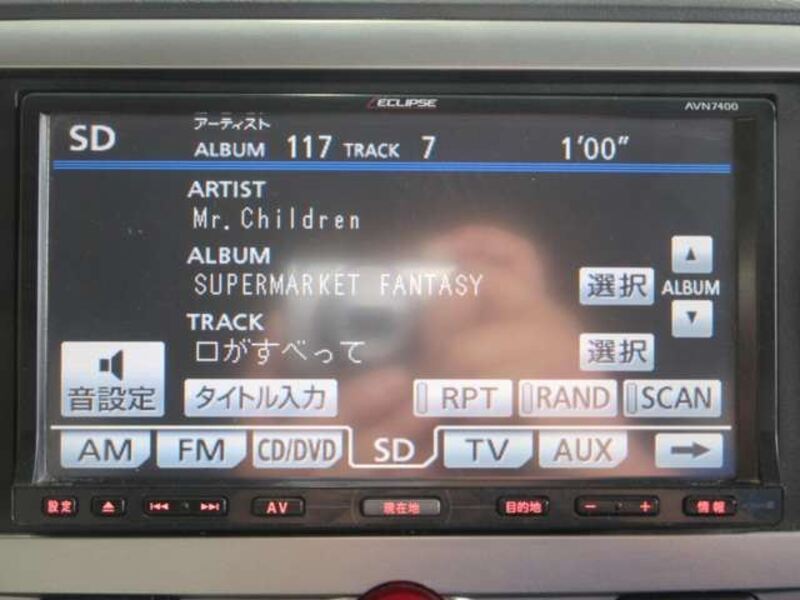 ECLIPSE AVN7400
アーティスト
SD ALBUM 117 TRACK 7 1'00"
ARTIST
Mr.Children
ALBUM
SUPERMARKET FANTASY 選択 ALBUM
TRACK
口がすべって 選択
音設定 タイトル入力 RPT RAND SCAN
AM FM CD/DVD SD TV AUX
設定 AV 現在地 目的地 情報